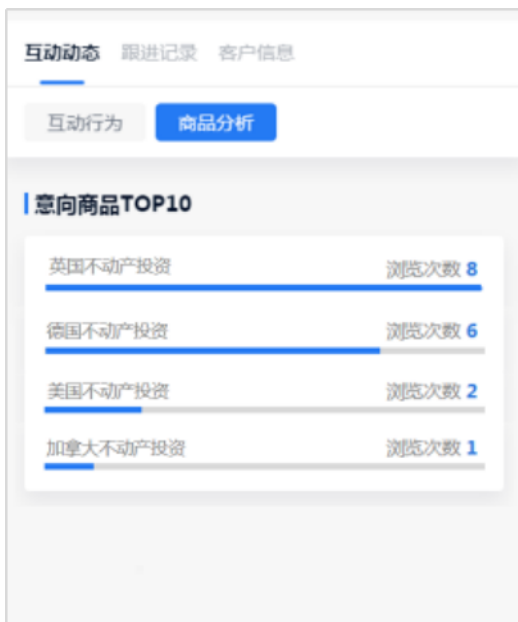 互动动态 跟进记录 客户信息
互动行为 商品分析
意向商品TOP10
英国不动产投资 浏览次数 8
德国不动产投资 浏览次数 6
美国不动产投资 浏览次数 2
加拿大不动产投资 浏览次数 1